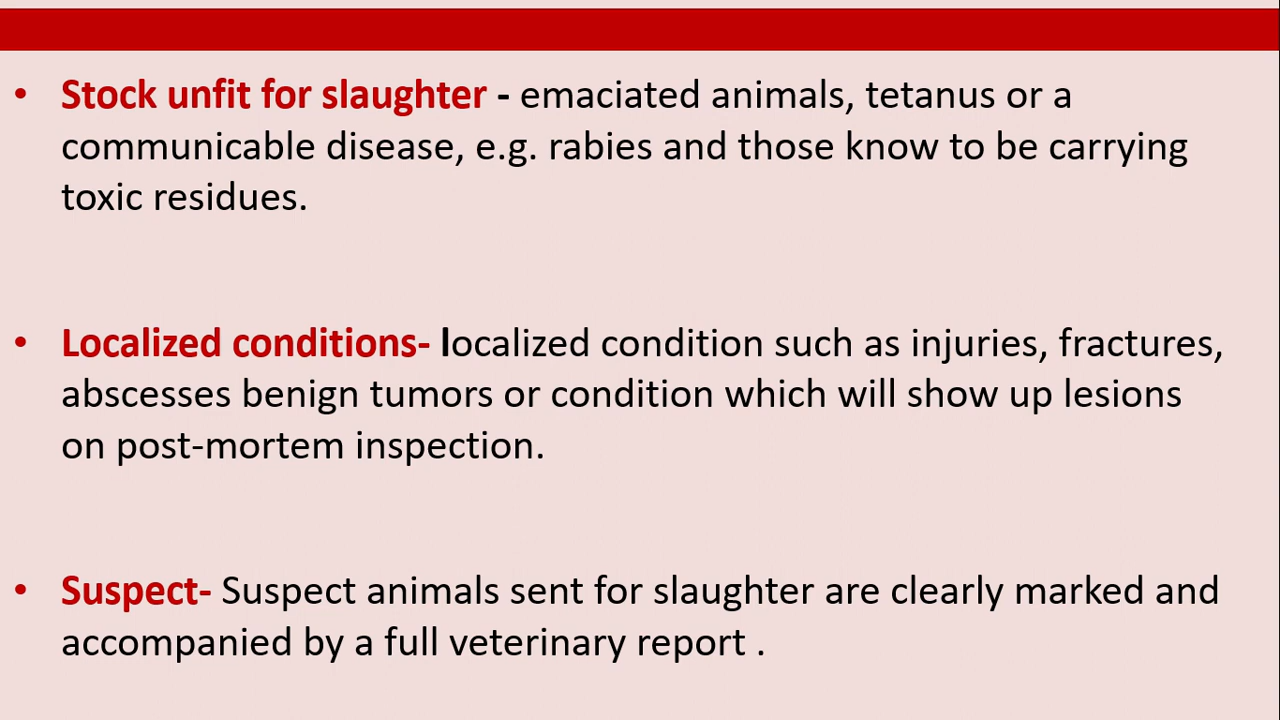 • Stock unfit for slaughter - emaciated animals, tetanus or a
communicable disease, e.g. rabies and those know to be carrying
toxic residues.
• Localized conditions- localized condition such as injuries, fractures,
abscesses benign tumors or condition which will show up lesions
on post-mortem inspection.
• Suspect- Suspect animals sent for slaughter are clearly marked and
accompanied by a full veterinary report .